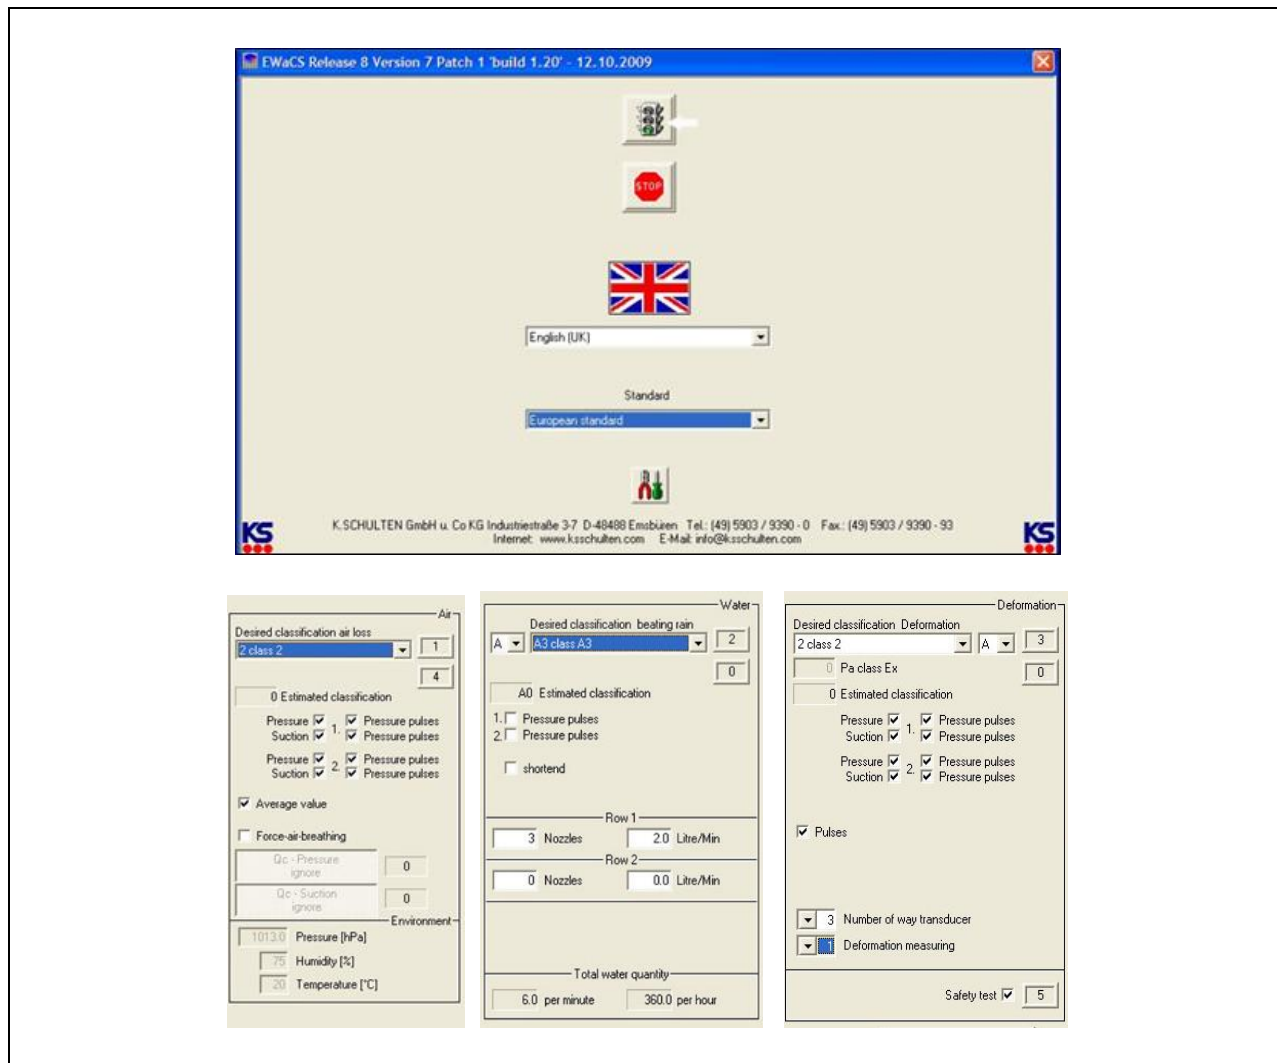 EWaCS Release 8 Version 7 Patch 1 'build 1.20' - 12.10.2009
STOP
English (UK)
Standard
European standard
K.SCHULTEN GmbH u. Co KG Industriestraße 3-7 D-48488 Emsbüren Tel.: (49) 5903 / 9390 - 0 Fax.: (49) 5903 / 9390 - 93
Internet: www.ksschulten.com E-Mail: info@ksschulten.com
KS
KS
Air
Desired classification air loss
2 class 2
1
4
0 Estimated classification
Pressure 1. Pressure pulses
Suction Pressure pulses
Pressure 2. Pressure pulses
Suction Pressure pulses
Average value
Force-air-breathing
Qc - Pressure
ignore
0
Qc - Suction
ignore
0
Environment
1013.0 Pressure [hPa]
75 Humidity [%]
20 Temperature [°C]
Water
Desired classification beating rain
A A3 class A3
2
0
A0 Estimated classification
1. Pressure pulses
2. Pressure pulses
shortend
Row 1
3 Nozzles 2.0 Litre/Min
Row 2
0 Nozzles 0.0 Litre/Min
Total water quantity
6.0 per minute 360.0 per hour
Deformation
Desired classification Deformation
2 class 2 A
3
0 Pa class Ex
0
0 Estimated classification
Pressure 1. Pressure pulses
Suction Pressure pulses
Pressure 2. Pressure pulses
Suction Pressure pulses
Pulses
3 Number of way transducer
1 Deformation measuring
Safety test 5